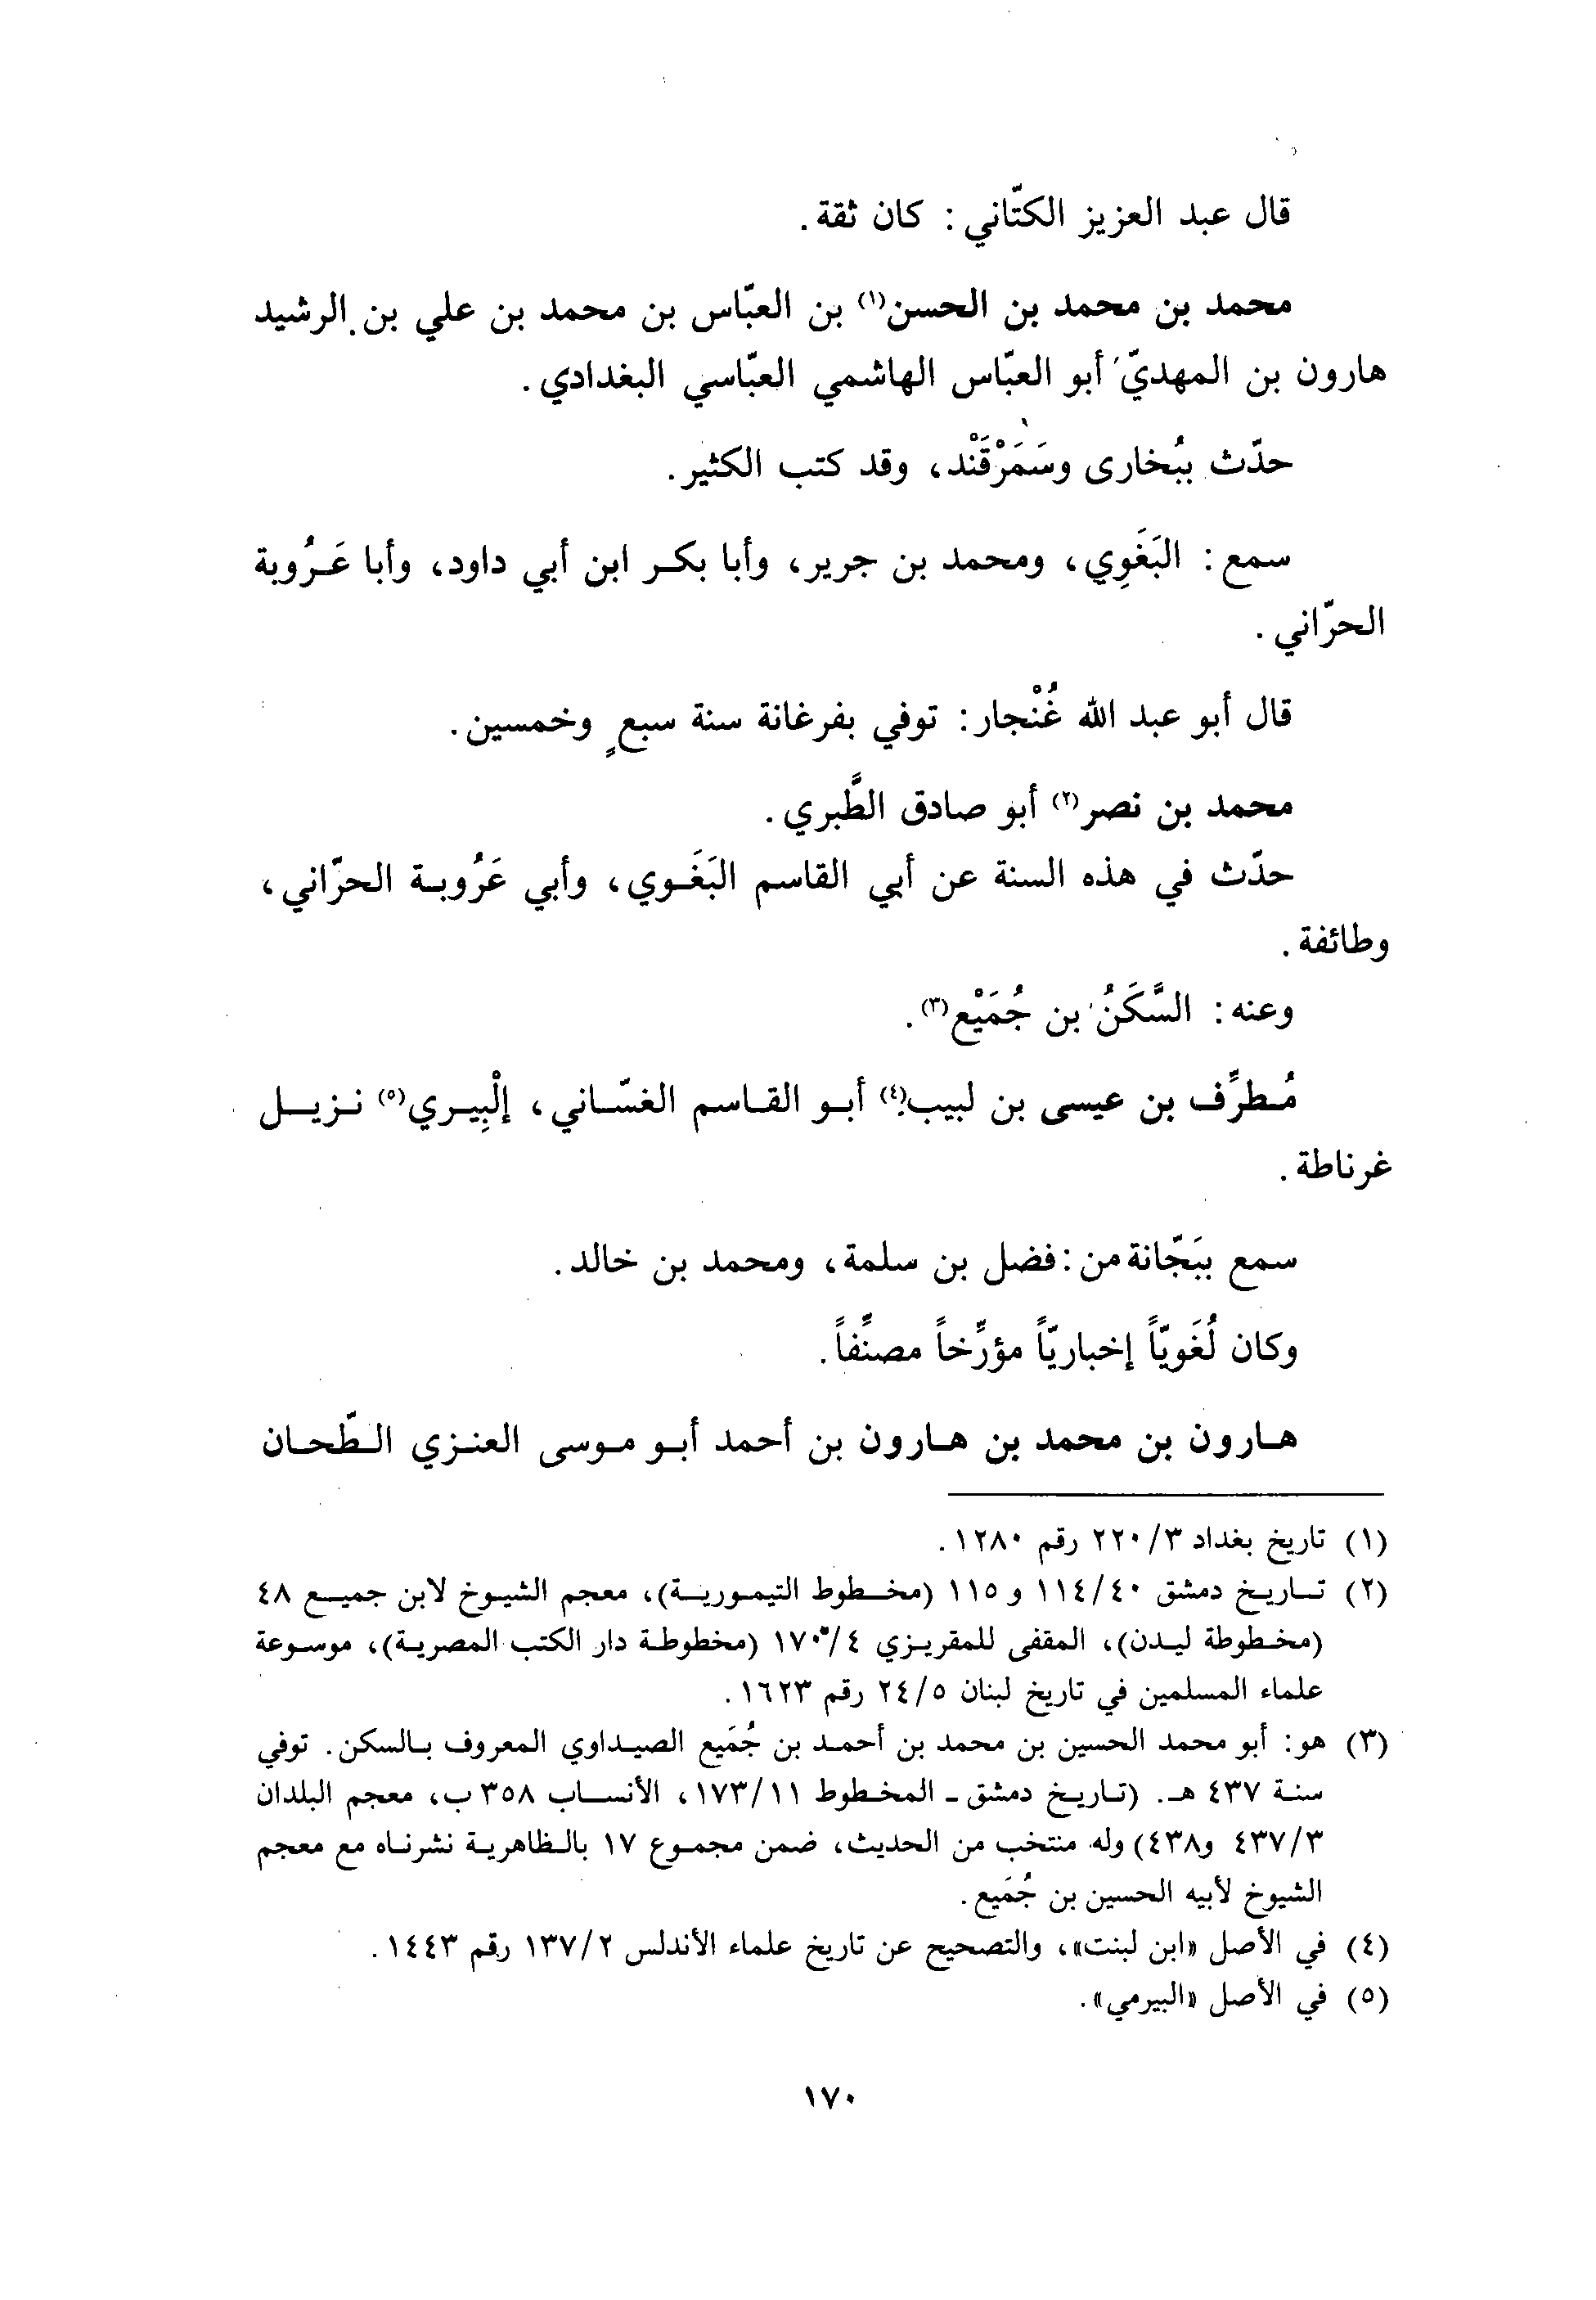 قال عبد العزيز الكتّاني : كان ثقة .
محمد بن محمد بن الحسن(١) بن العبّاس بن محمد بن علي بن الرشيد
هارون بن المهديّ أبو العبّاس الهاشمي العبّاسي البغدادي .
حدّث ببُخارى وسَمَرْقَنْد، وقد كتب الكثير .
سمع : البَغَوِي، ومحمد بن جرير، وأبا بكر ابن أبي داود، وأبا عَرُوبة
الحرّاني .
قال أبو عبد الله غُنْجار : توفي بفرغانة سنة سبعٍ وخمسين .
محمد بن نصر(٢) أبو صادق الطَّبري .
حدّث في هذه السنة عن أبي القاسم البَغَوي، وأبي عَرُوبة الحرّاني،
وطائفة .
وعنه : السَّكَنُ بن جُمَيْع(٣) .
مُطرِّف بن عيسى بن لبيب(٤) أبو القاسم الغسّاني، إلْبِيري(٥) نزيل
غرناطة .
سمع ببَجّانة من : فضل بن سلمة، ومحمد بن خالد .
وكان لُغَويّاً إخباريّاً مؤرِّخاً مصنِّفاً .
هارون بن محمد بن هارون بن أحمد أبو موسى العنزي الطّحان
(١) تاريخ بغداد ٣/ ٢٢٠ رقم ١٢٨٠ .
(٢) تاريخ دمشق ٤٠/ ١١٤ و ١١٥ (مخطوط التيمورية)، معجم الشيوخ لابن جميع ٤٨
(مخطوطة ليدن)، المقفى للمقريزي ٤/ ١٧٠ (مخطوطة دار الكتب المصرية)، موسوعة
علماء المسلمين في تاريخ لبنان ٥/ ٢٤ رقم ١٦٢٣ .
(٣) هو : أبو محمد الحسين بن محمد بن أحمد بن جُمَيع الصيداوي المعروف بالسكن . توفي
سنة ٤٣٧ هـ . (تاريخ دمشق - المخطوط ١١/ ١٧٣، الأنساب ٣٥٨ ب، معجم البلدان
٣/ ٤٣٧ و٤٣٨) وله منتخب من الحديث، ضمن مجموع ١٧ بالظاهرية نشرناه مع معجم
الشيوخ لأبيه الحسين بن جُمَيع .
(٤) في الأصل «ابن لبنت»، والتصحيح عن تاريخ علماء الأندلس ٢/ ١٣٧ رقم ١٤٤٣ .
(٥) في الأصل «البيرمي» .
١٧٠